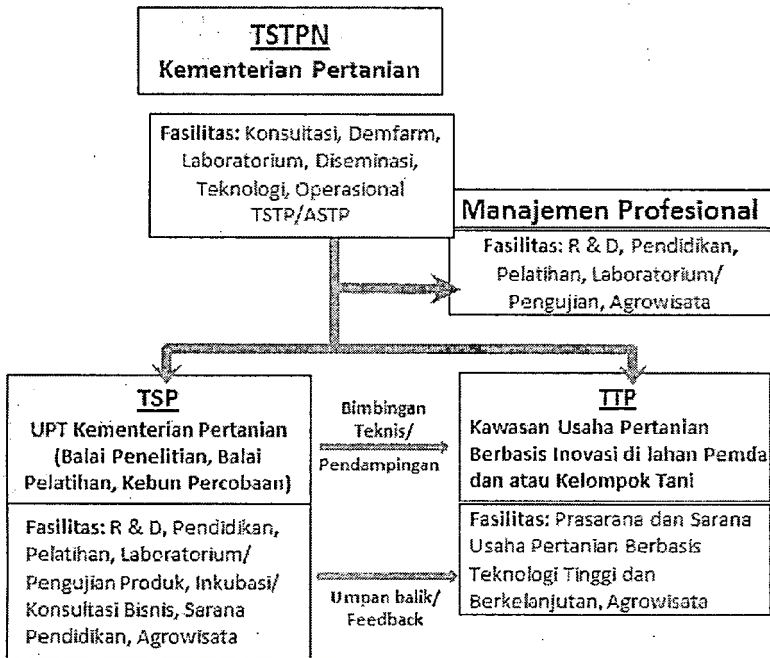 TSTPN
Kementerian Pertanian
Fasilitas: Konsultasi, Demfarm,
Laboratorium, Diseminasi,
Teknologi, Operasional
TSTP/ASTP
Manajemen Profesional
Fasilitas: R & D, Pendidikan,
Pelatihan, Laboratorium/
Pengujian, Agrowisata
TSP
UPT Kementerian Pertanian
(Balai Penelitian, Balai
Pelatihan, Kebun Percobaan)
Fasilitas: R & D, Pendidikan,
Pelatihan, Laboratorium/
Pengujian Produk, Inkubasi/
Konsultasi Bisnis, Sarana
Pendidikan, Agrowisata
Bimbingan
Teknis/
Pendampingan
Umpan balik/
Feedback
TTP
Kawasan Usaha Pertanian
Berbasis Inovasi di lahan Pemda
dan atau Kelompok Tani
Fasilitas: Prasarana dan Sarana
Usaha Pertanian Berbasis
Teknologi Tinggi dan
Berkelanjutan, Agrowisata